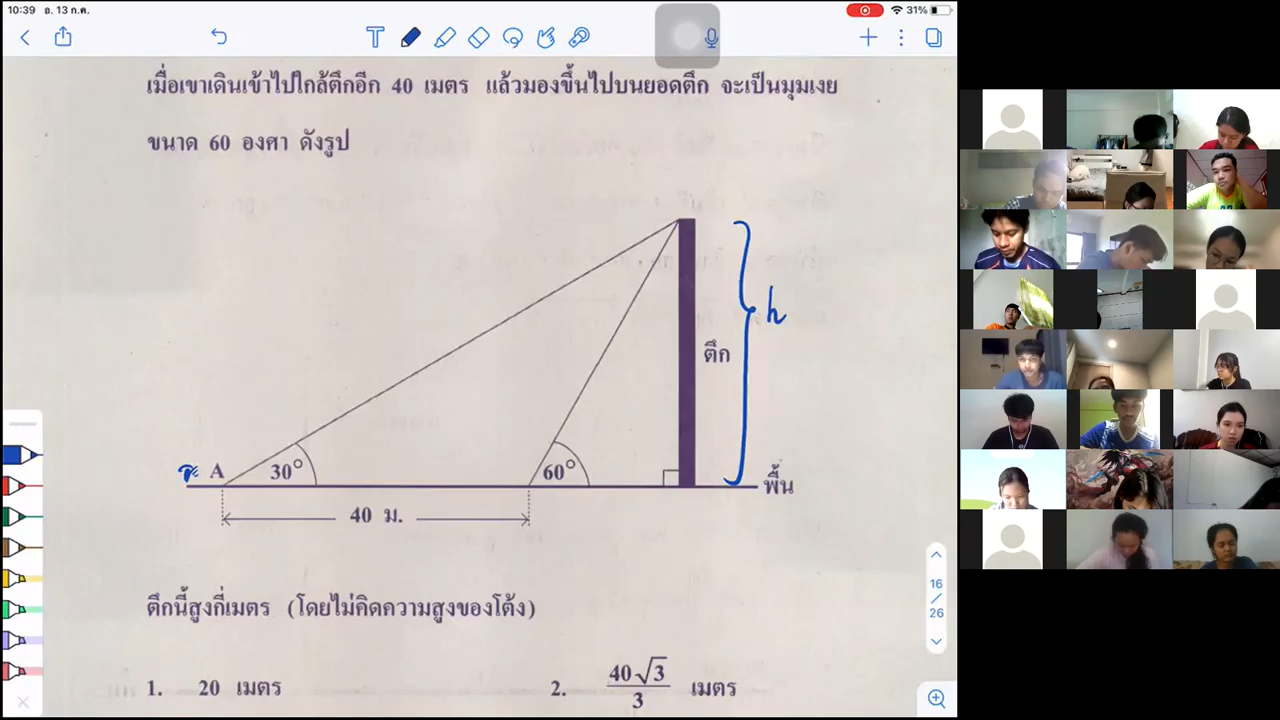 10:39 อ. 13 ก.ค.
31%
เมื่อเขาเดินเข้าไปใกล้ตึกอีก 40 เมตร แล้วมองขึ้นไปบนยอดตึก จะเป็นมุมเงย
ขนาด 60 องศา ดังรูป
h
ตึก
A 30° 60°
พื้น
40 ม.
ตึกนี้สูงกี่เมตร (โดยไม่คิดความสูงของโต้ง)
1. 20 เมตร 2. 40√3/3 เมตร
16
/
26